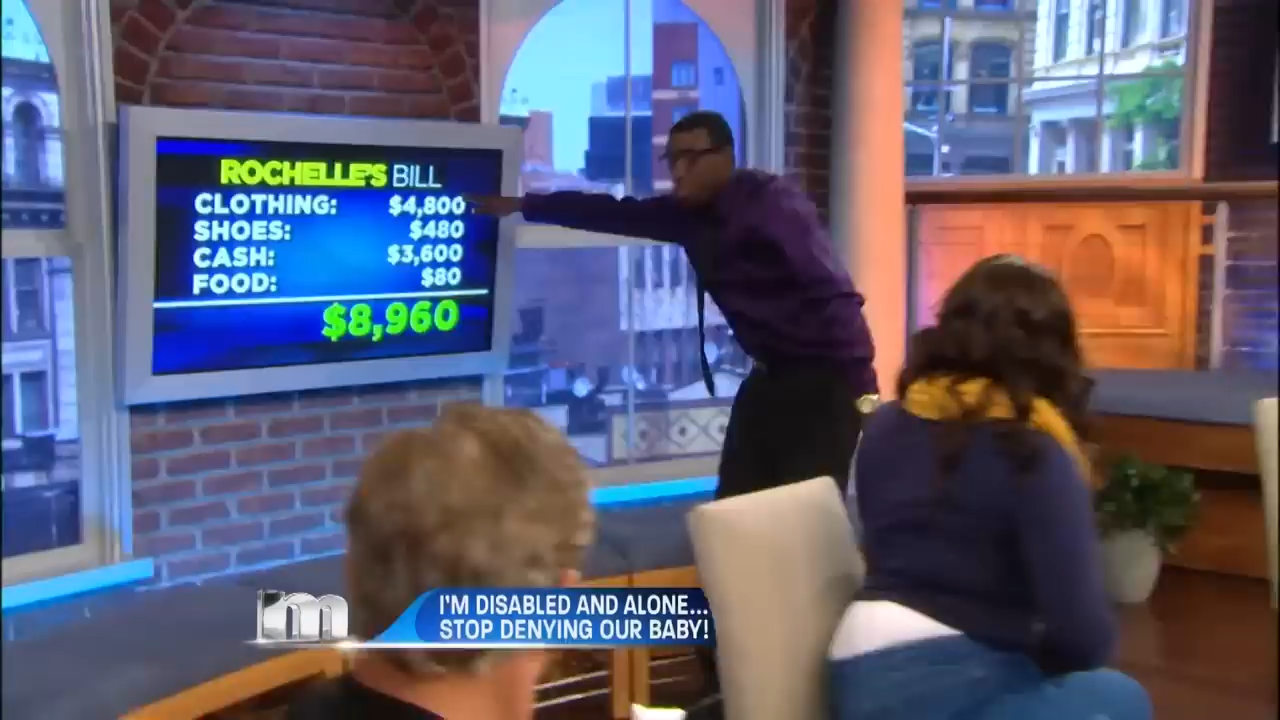 ROCHELLE'S BILL
CLOTHING: $4,800
SHOES: $480
CASH: $3,600
FOOD: $80
$8,960
m
I'M DISABLED AND ALONE...
STOP DENYING OUR BABY!